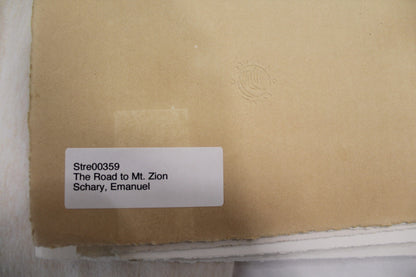 Stre00359
The Road to Mt. Zion
Schary, Emanuel